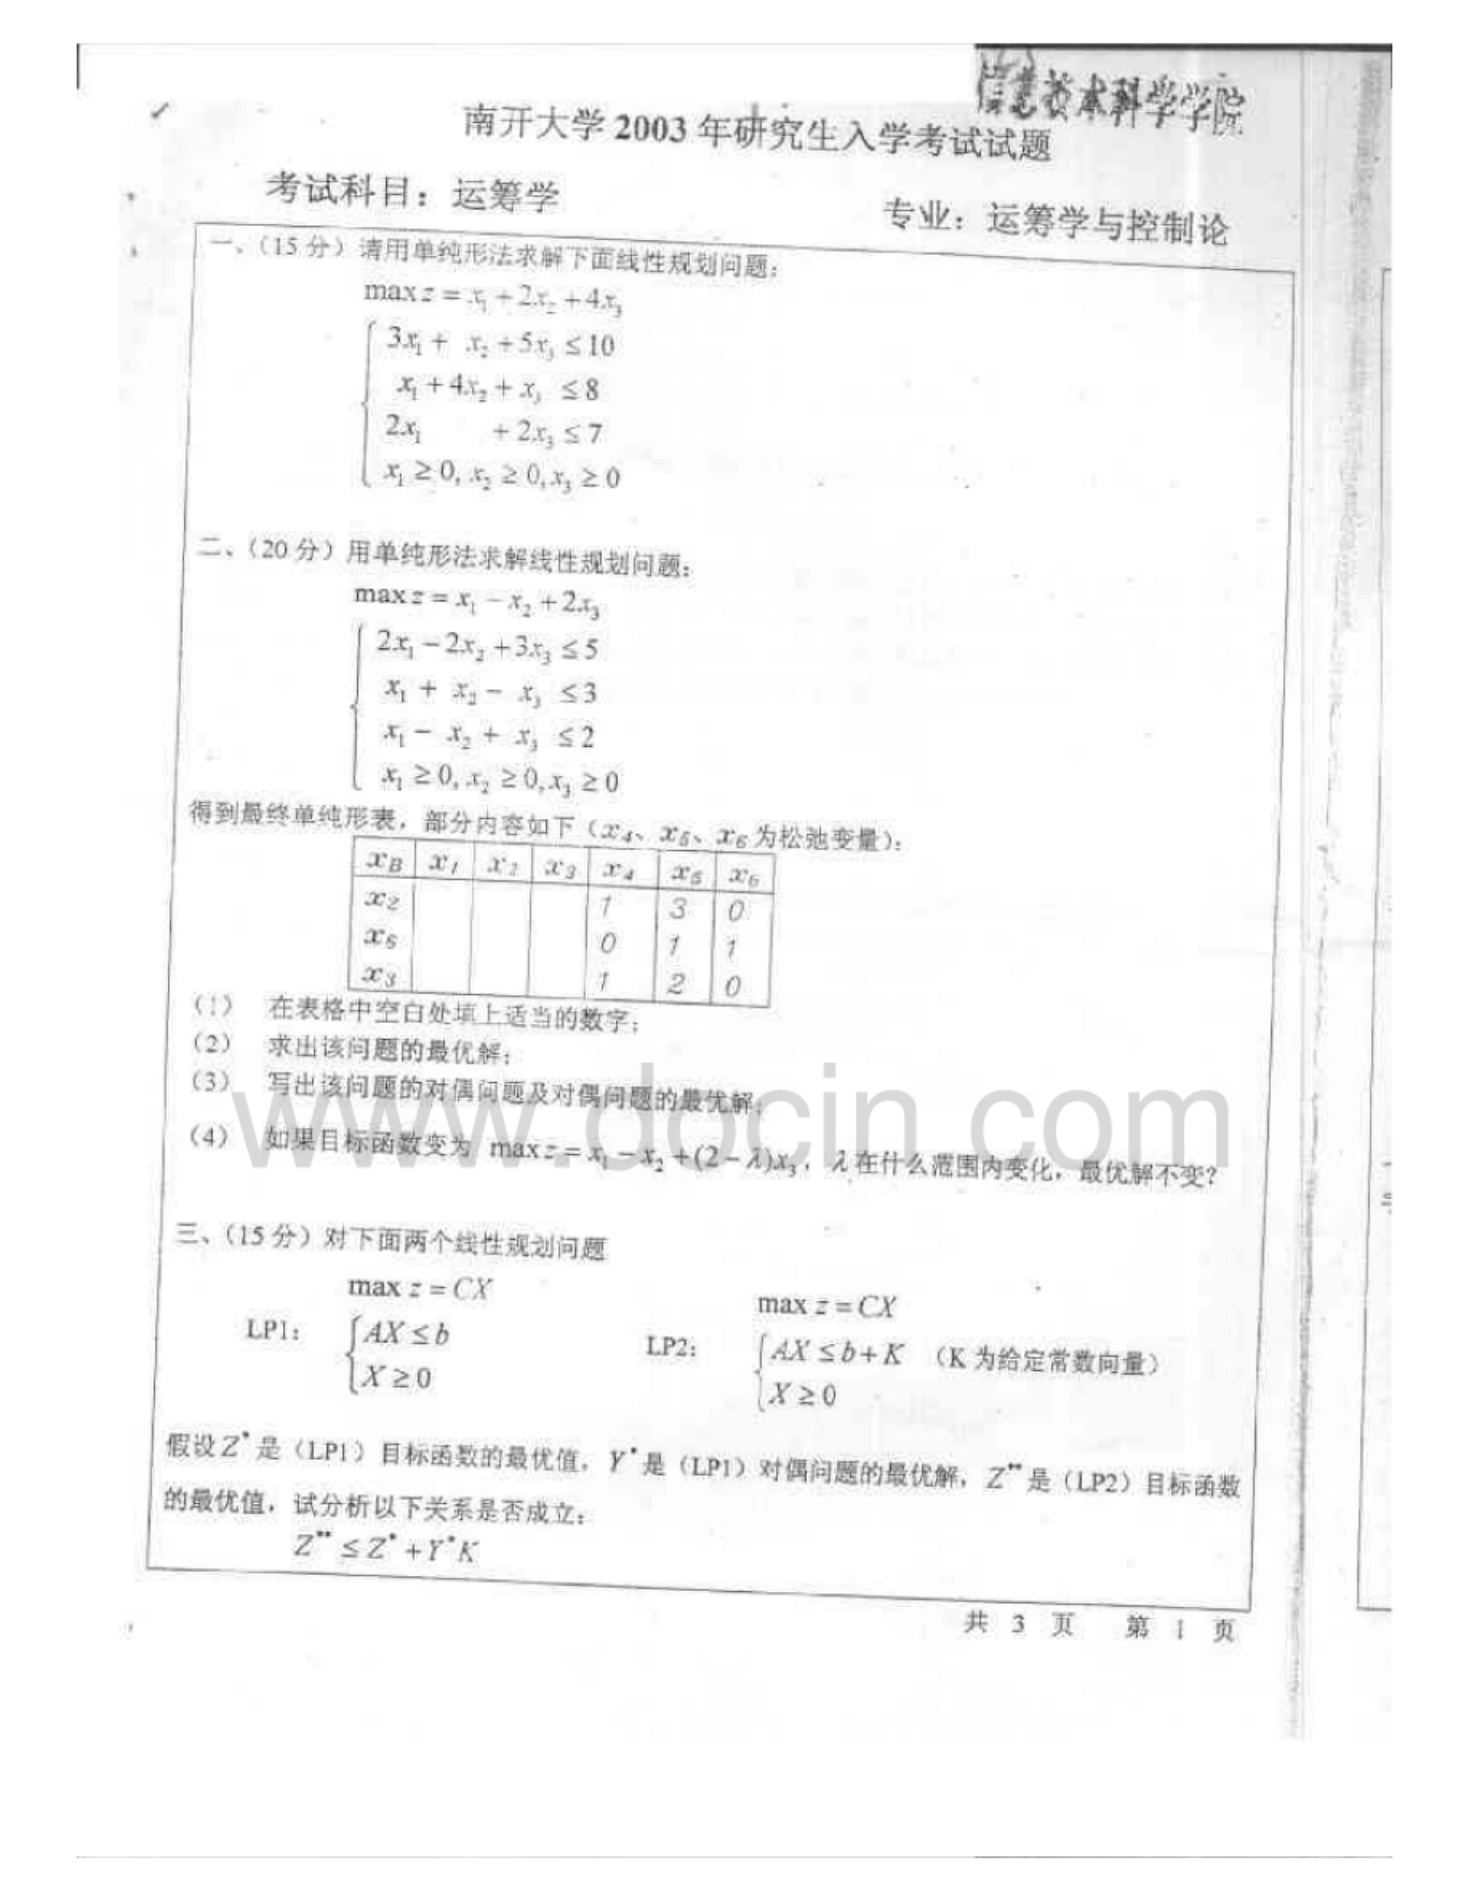 信息技术科学学院
南开大学 2003 年研究生入学考试试题
考试科目：运筹学 专业：运筹学与控制论
一、（15 分）请用单纯形法求解下面线性规划问题：
max z = x₁ + 2x₂ + 4x₃
3x₁ + x₂ + 5x₃ ≤ 10
x₁ + 4x₂ + x₃ ≤ 8
2x₁ + 2x₃ ≤ 7
x₁ ≥ 0, x₂ ≥ 0, x₃ ≥ 0
二、（20 分）用单纯形法求解线性规划问题：
max z = x₁ − x₂ + 2x₃
2x₁ − 2x₂ + 3x₃ ≤ 5
x₁ + x₂ − x₃ ≤ 3
x₁ − x₂ + x₃ ≤ 2
x₁ ≥ 0, x₂ ≥ 0, x₃ ≥ 0
得到最终单纯形表，部分内容如下（x₄、x₅、x₆ 为松弛变量）：
x_B x₁ x₂ x₃ x₄ x₅ x₆
x₂ 1 3 0
x₆ 0 1 1
x₃ 1 2 0
（1） 在表格中空白处填上适当的数字；
（2） 求出该问题的最优解；
（3） 写出该问题的对偶问题及对偶问题的最优解；
（4） 如果目标函数变为 max z = x₁ − x₂ + (2 − λ)x₃，λ 在什么范围内变化，最优解不变？
www.docin.com
三、（15 分）对下面两个线性规划问题
max z = CX max z = CX
LP1： AX ≤ b LP2： AX ≤ b + K （K 为给定常数向量）
X ≥ 0 X ≥ 0
假设 Z* 是（LP1）目标函数的最优值，Y* 是（LP1）对偶问题的最优解，Z** 是（LP2）目标函数
的最优值，试分析以下关系是否成立：
Z** ≤ Z* + Y*K
共 3 页 第 1 页